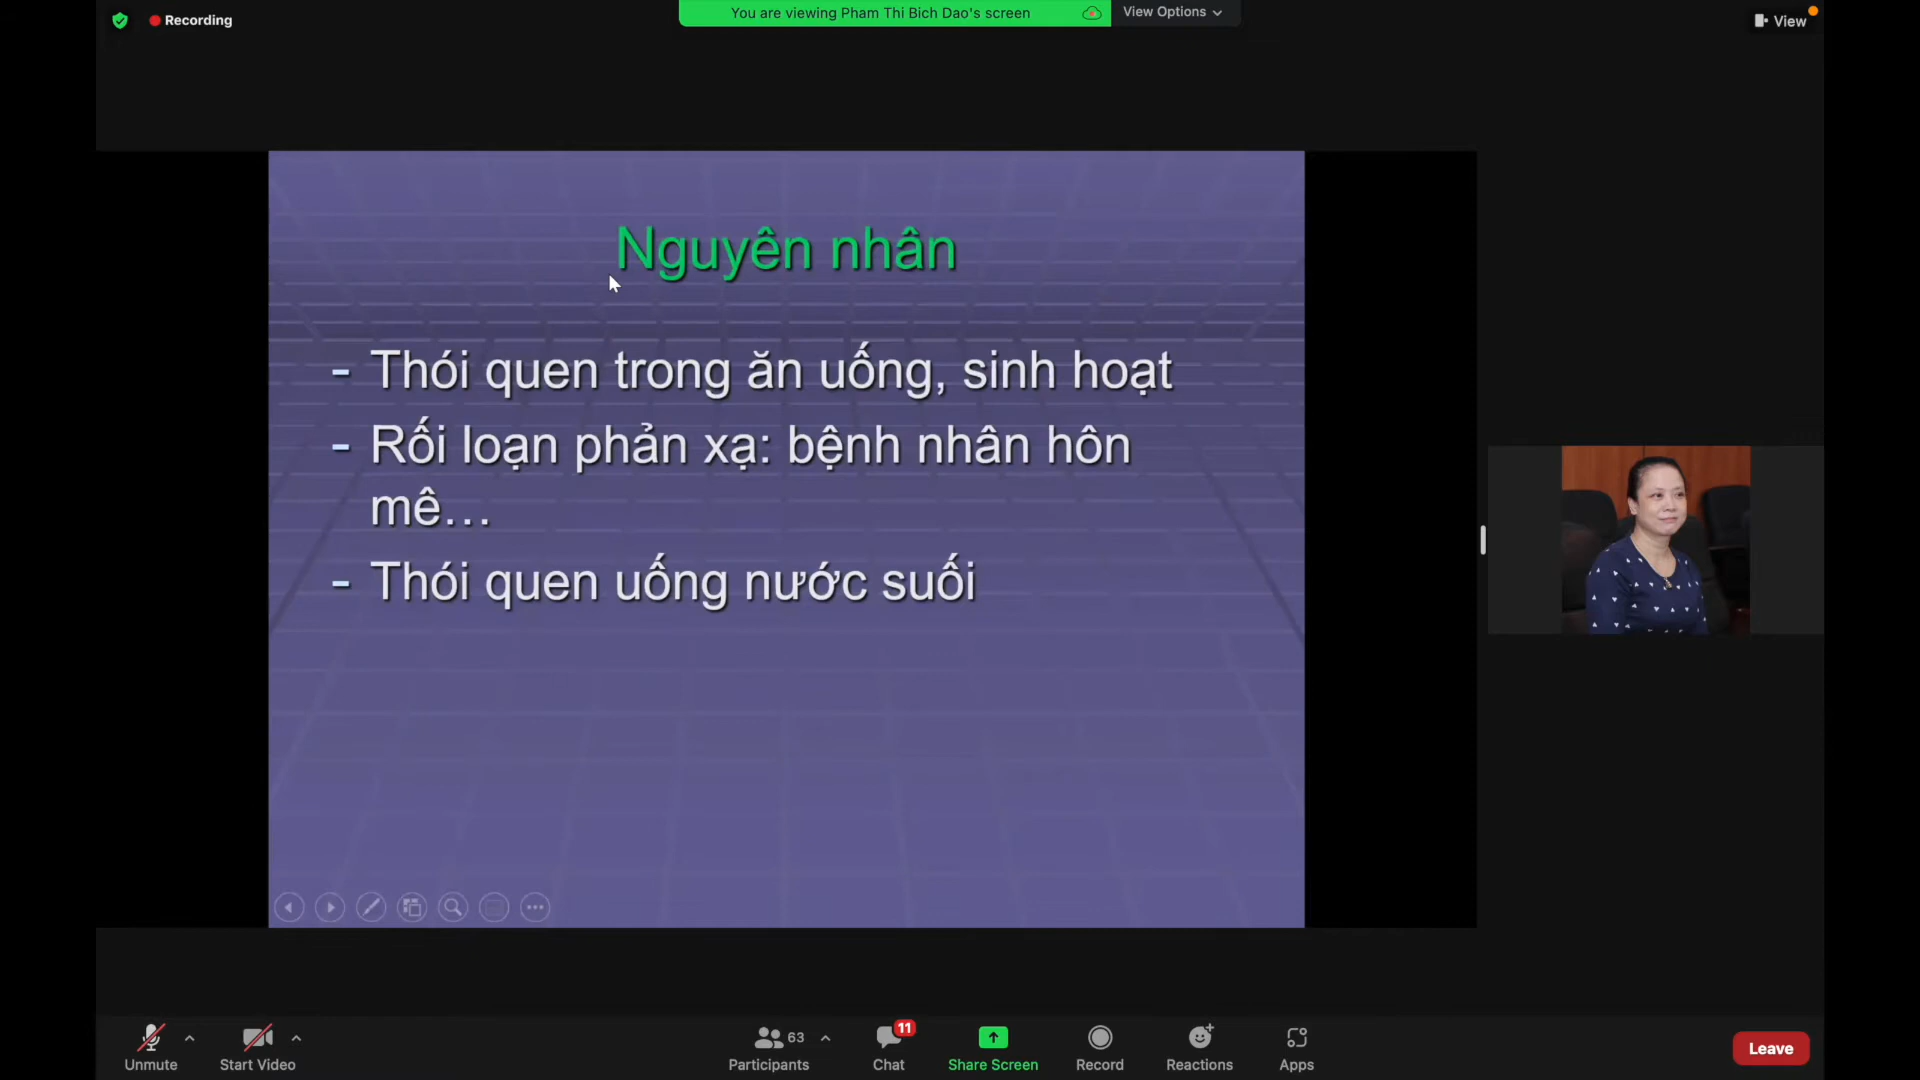 Recording
You are viewing Pham Thi Bich Dao's screen
View Options
View
Nguyên nhân
- Thói quen trong ăn uống, sinh hoạt
- Rối loạn phản xạ: bệnh nhân hôn
mê...
- Thói quen uống nước suối
Unmute
Start Video
63
Participants
11
Chat
Share Screen
Record
Reactions
Apps
Leave